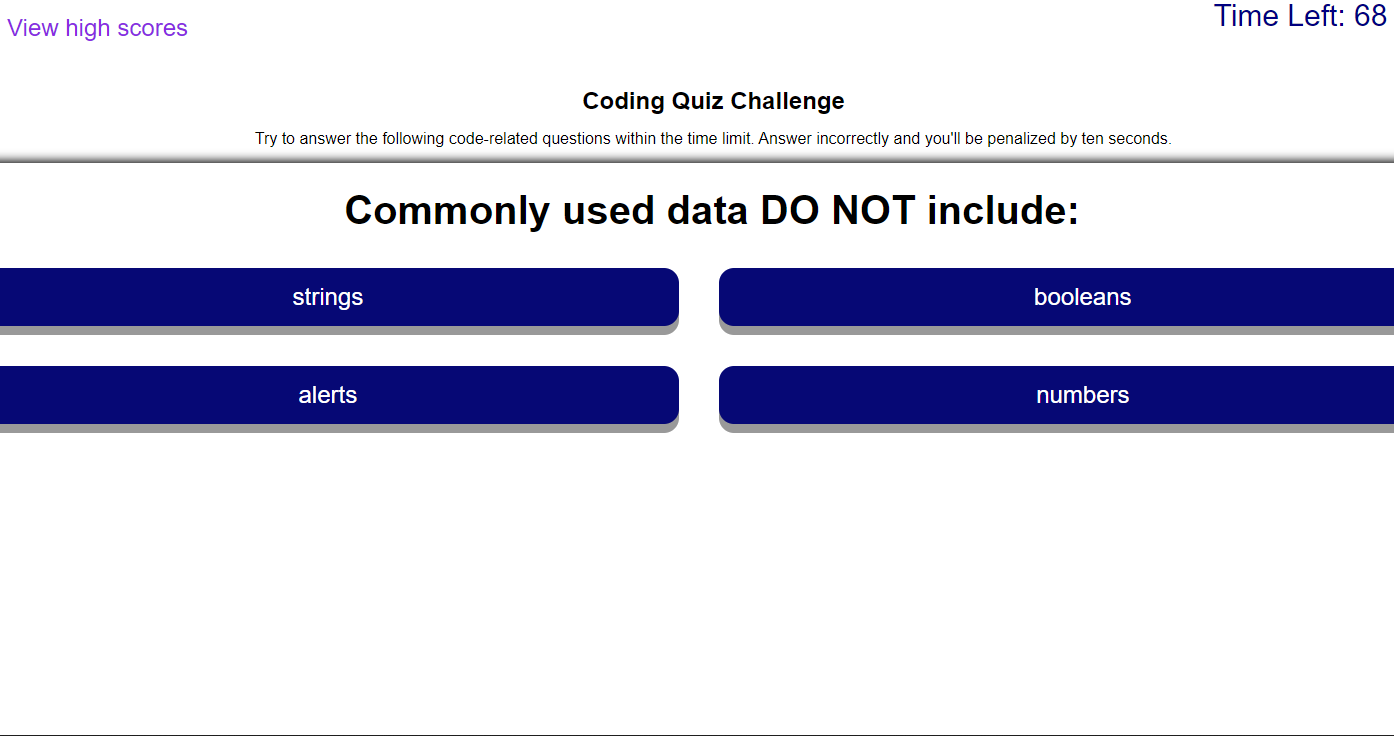 View high scores
Time Left: 68
Coding Quiz Challenge
Try to answer the following code-related questions within the time limit. Answer incorrectly and you'll be penalized by ten seconds.
Commonly used data DO NOT include:
strings
booleans
alerts
numbers